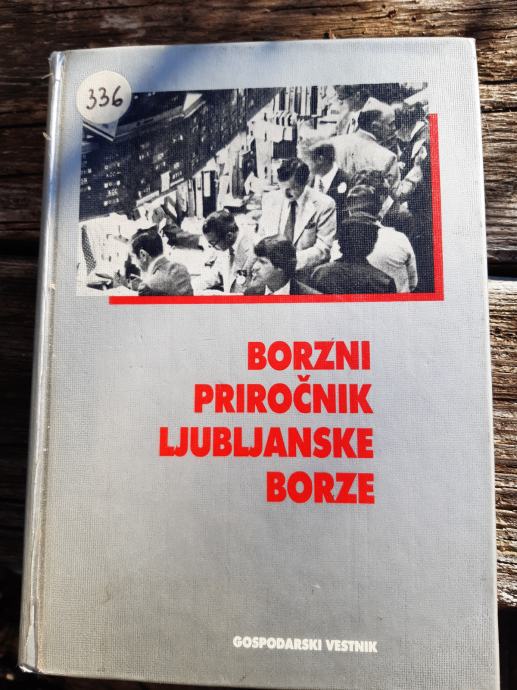 336
BORZNI
PRIROČNIK
LJUBLJANSKE
BORZE
GOSPODARSKI VESTNIK